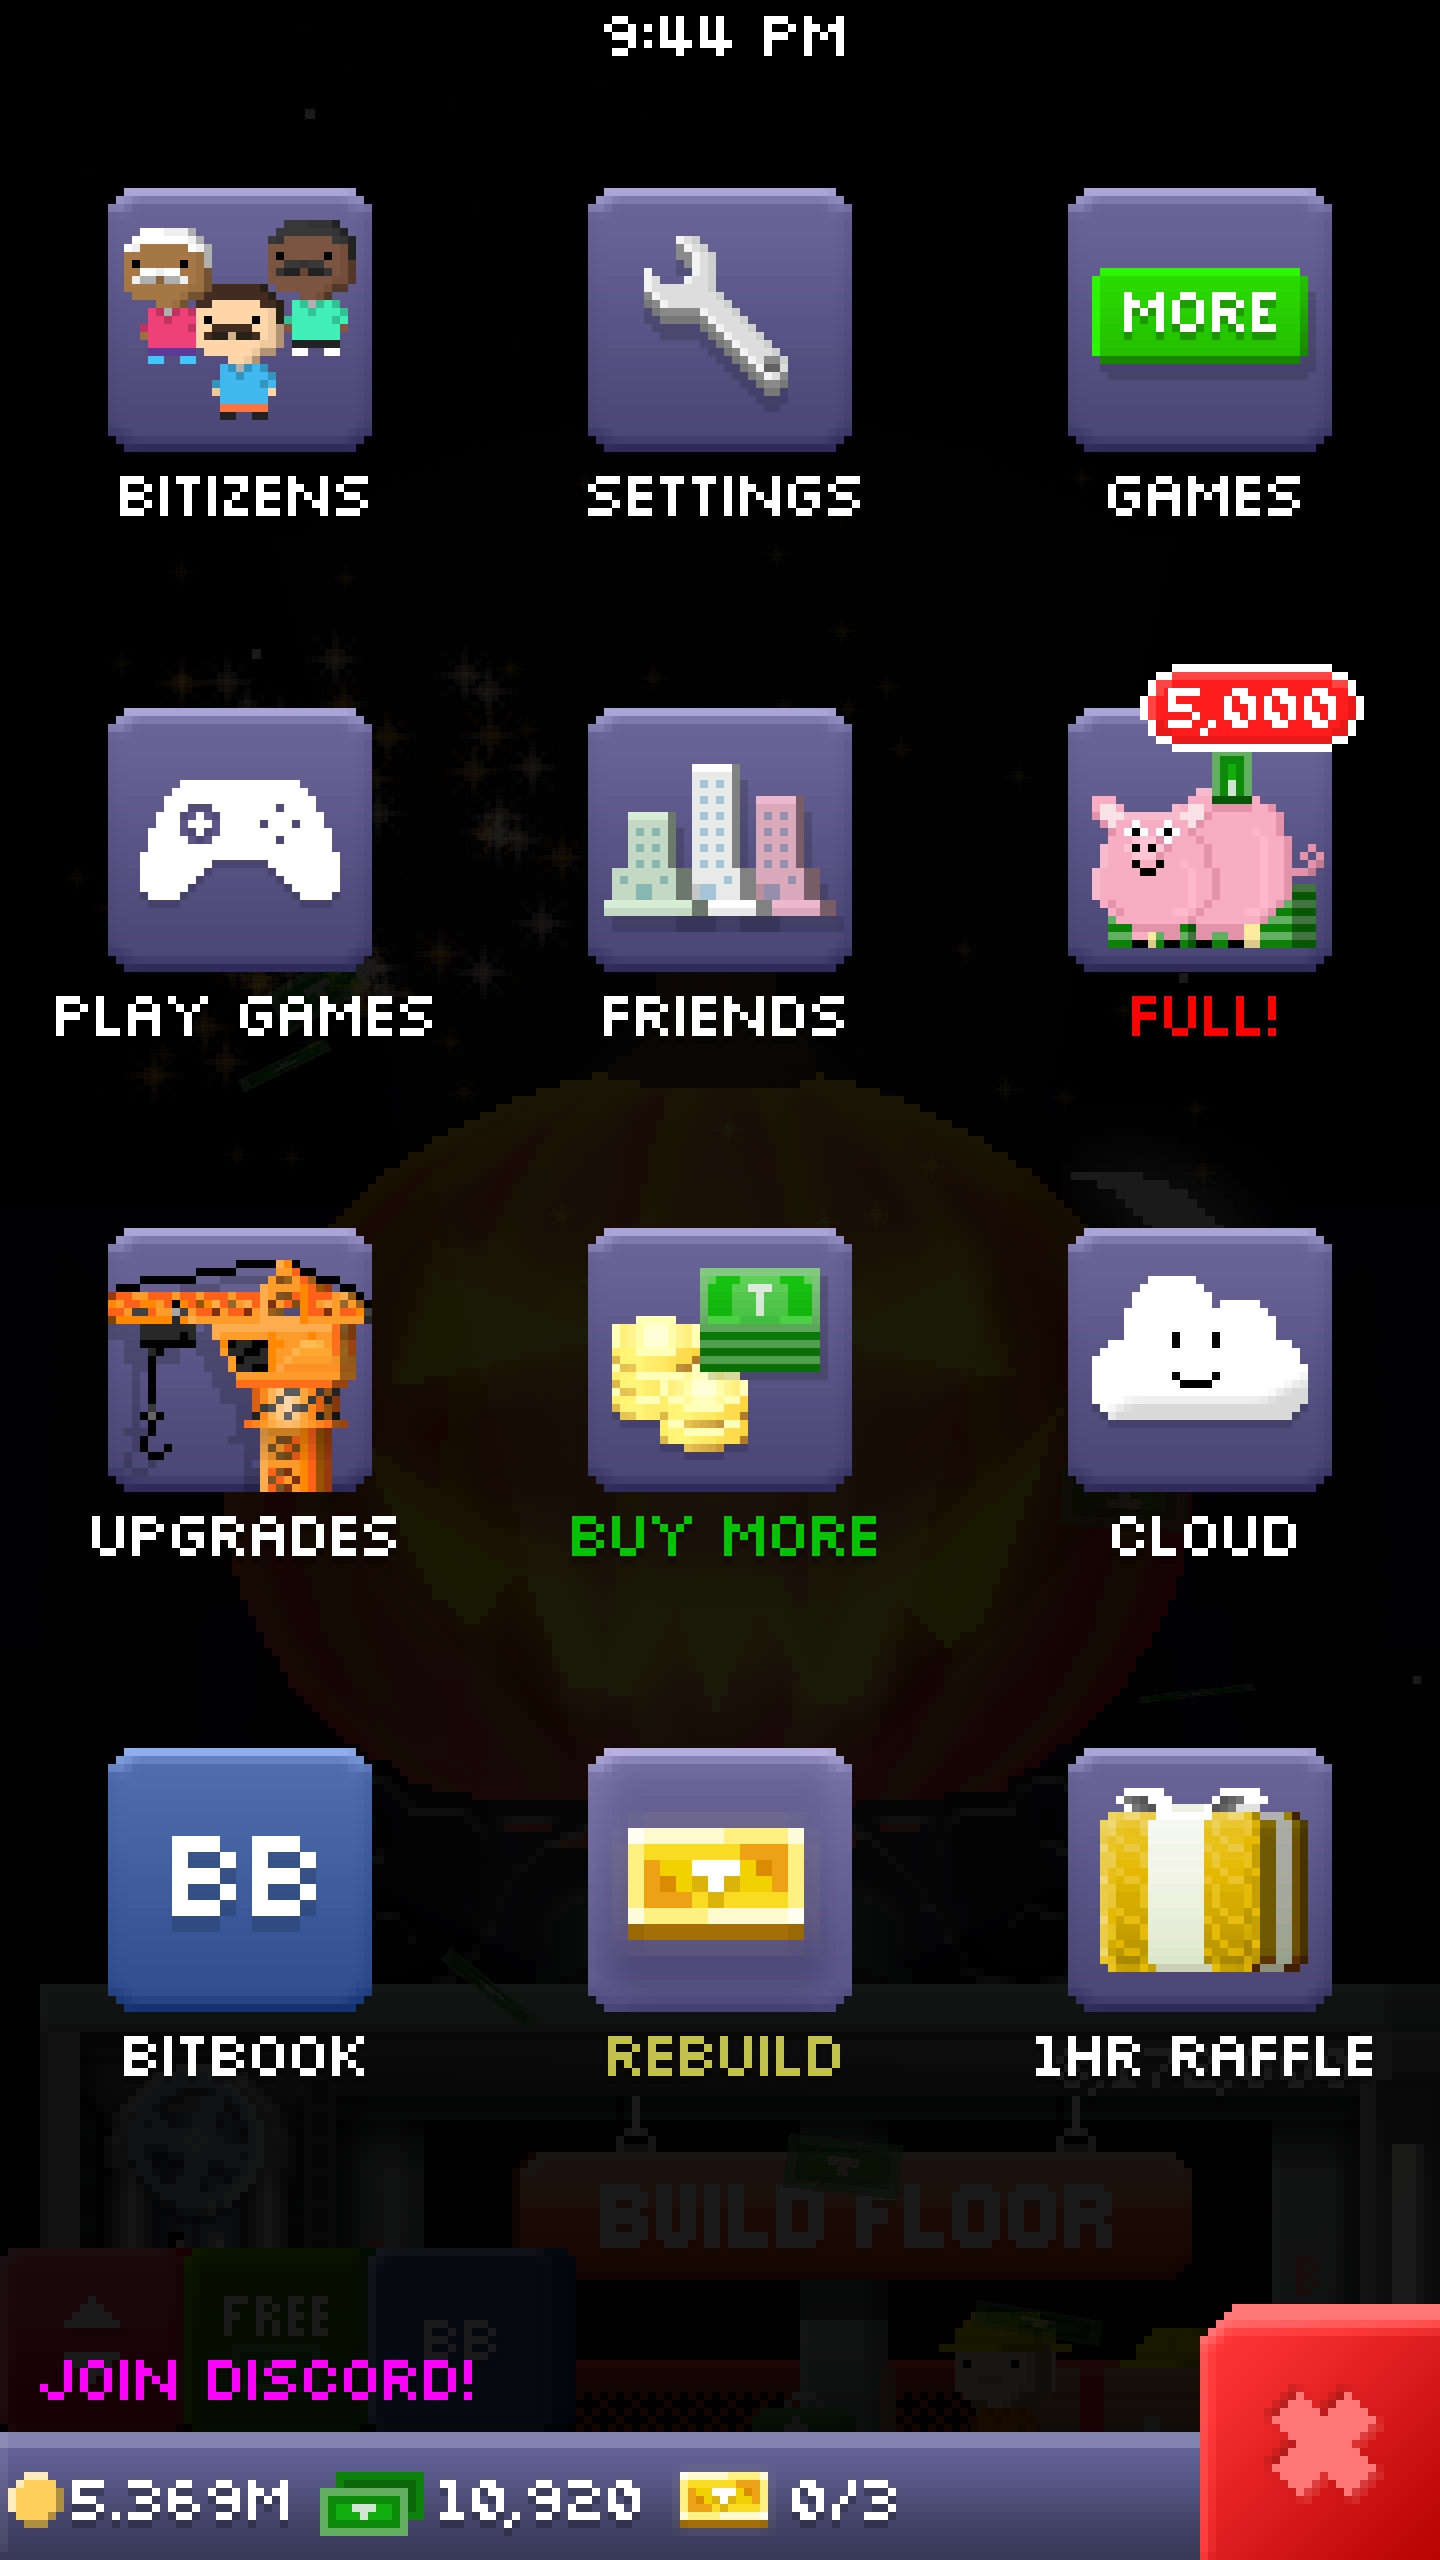 9:44 PM
MORE
BITIZENS SETTINGS GAMES
5,000
PLAY GAMES FRIENDS FULL!
T
UPGRADES BUY MORE CLOUD
BB
BITBOOK REBUILD 1HR RAFFLE
BUILD FLOOR
FREE
BB
JOIN DISCORD!
5.369M 10,920 0/3